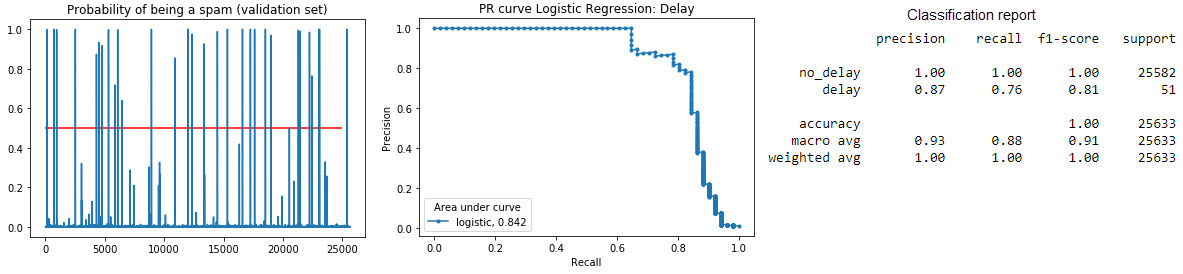 Probability of being a spam (validation set)
1.0
0.8
0.6
0.4
0.2
0.0
0 5000 10000 15000 20000 25000
PR curve Logistic Regression: Delay
Precision
1.0
0.8
0.6
0.4
0.2
0.0
Area under curve
logistic, 0.842
0.0 0.2 0.4 0.6 0.8 1.0
Recall
Classification report
precision recall f1-score support
no_delay 1.00 1.00 1.00 25582
delay 0.87 0.76 0.81 51
accuracy 1.00 25633
macro avg 0.93 0.88 0.91 25633
weighted avg 1.00 1.00 1.00 25633